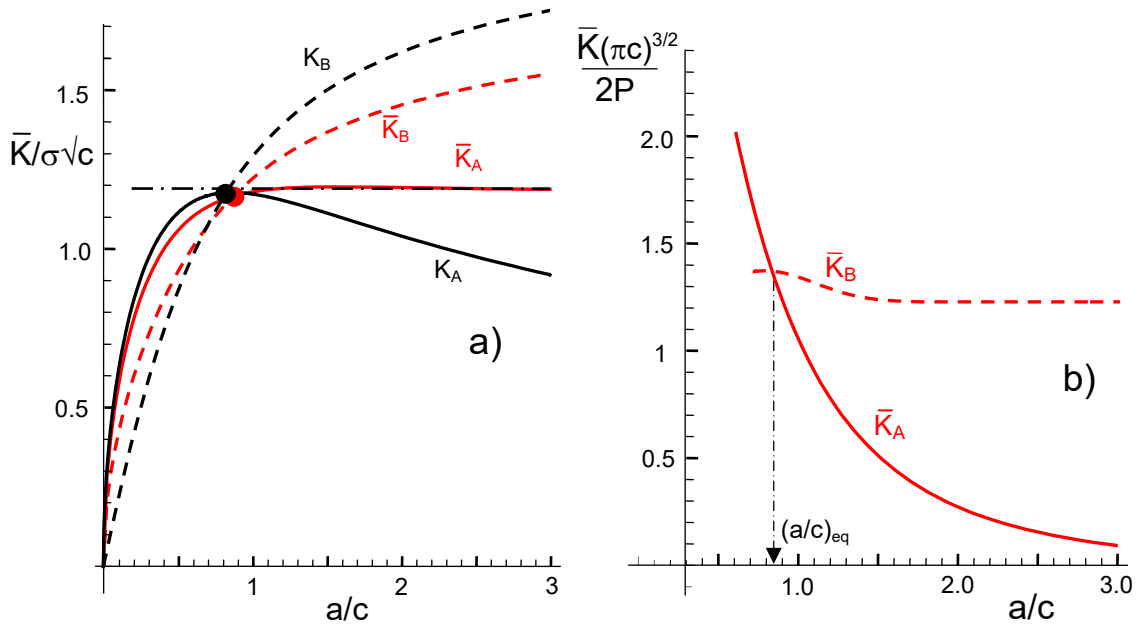 K_B
1.5
K̄/σ√c
K̄_B
K̄_A
1.0
K_A
a)
0.5
1
2
3
a/c
K̄(πc)^3/2
2P
2.0
1.5
K̄_B
1
b)
K̄_A
0.5
(a/c)_eq
1.0
2.0
3.0
a/c